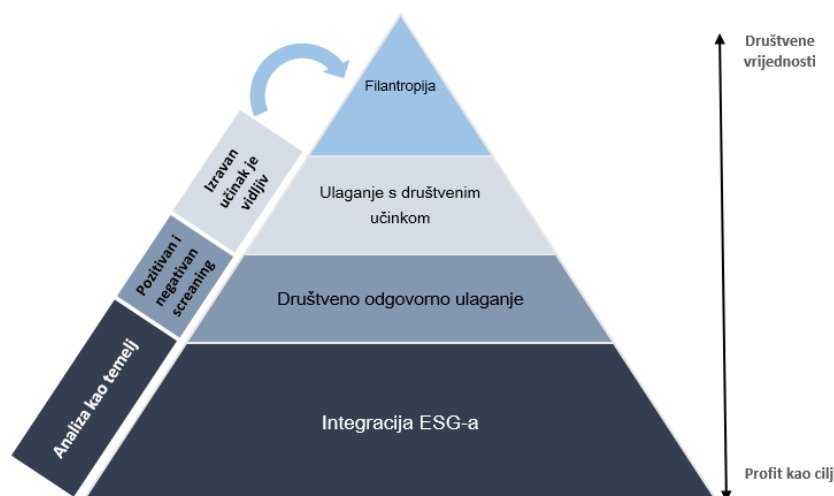 Društvene
vrijednosti
Filantropija
Izravan
učinak je
vidljiv
Ulaganje s društvenim
učinkom
Pozitivan i
negativan
screaning
Društveno odgovorno ulaganje
Analiza kao temelj
Integracija ESG-a
Profit kao cilj